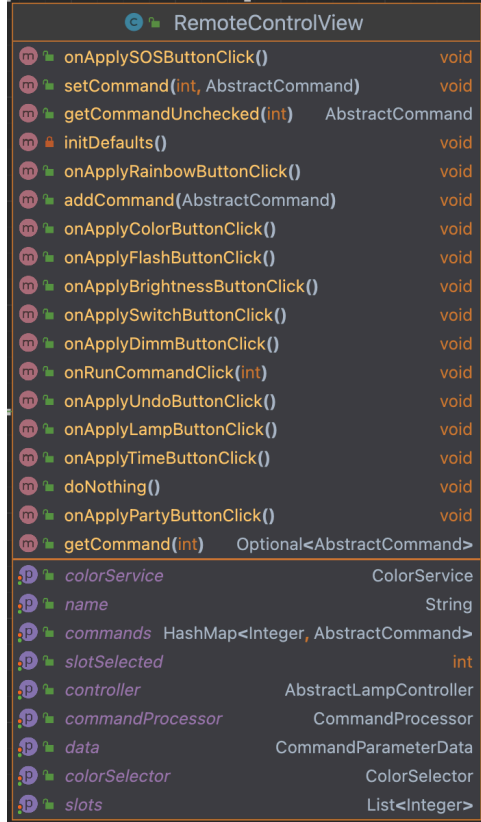 RemoteControlView
onApplySOSButtonClick() void
setCommand(int, AbstractCommand) void
getCommandUnchecked(int) AbstractCommand
initDefaults() void
onApplyRainbowButtonClick() void
addCommand(AbstractCommand) void
onApplyColorButtonClick() void
onApplyFlashButtonClick() void
onApplyBrightnessButtonClick() void
onApplySwitchButtonClick() void
onApplyDimmButtonClick() void
onRunCommandClick(int) void
onApplyUndoButtonClick() void
onApplyLampButtonClick() void
onApplyTimeButtonClick() void
doNothing() void
onApplyPartyButtonClick() void
getCommand(int) Optional<AbstractCommand>
colorService ColorService
name String
commands HashMap<Integer, AbstractCommand>
slotSelected int
controller AbstractLampController
commandProcessor CommandProcessor
data CommandParameterData
colorSelector ColorSelector
slots List<Integer>